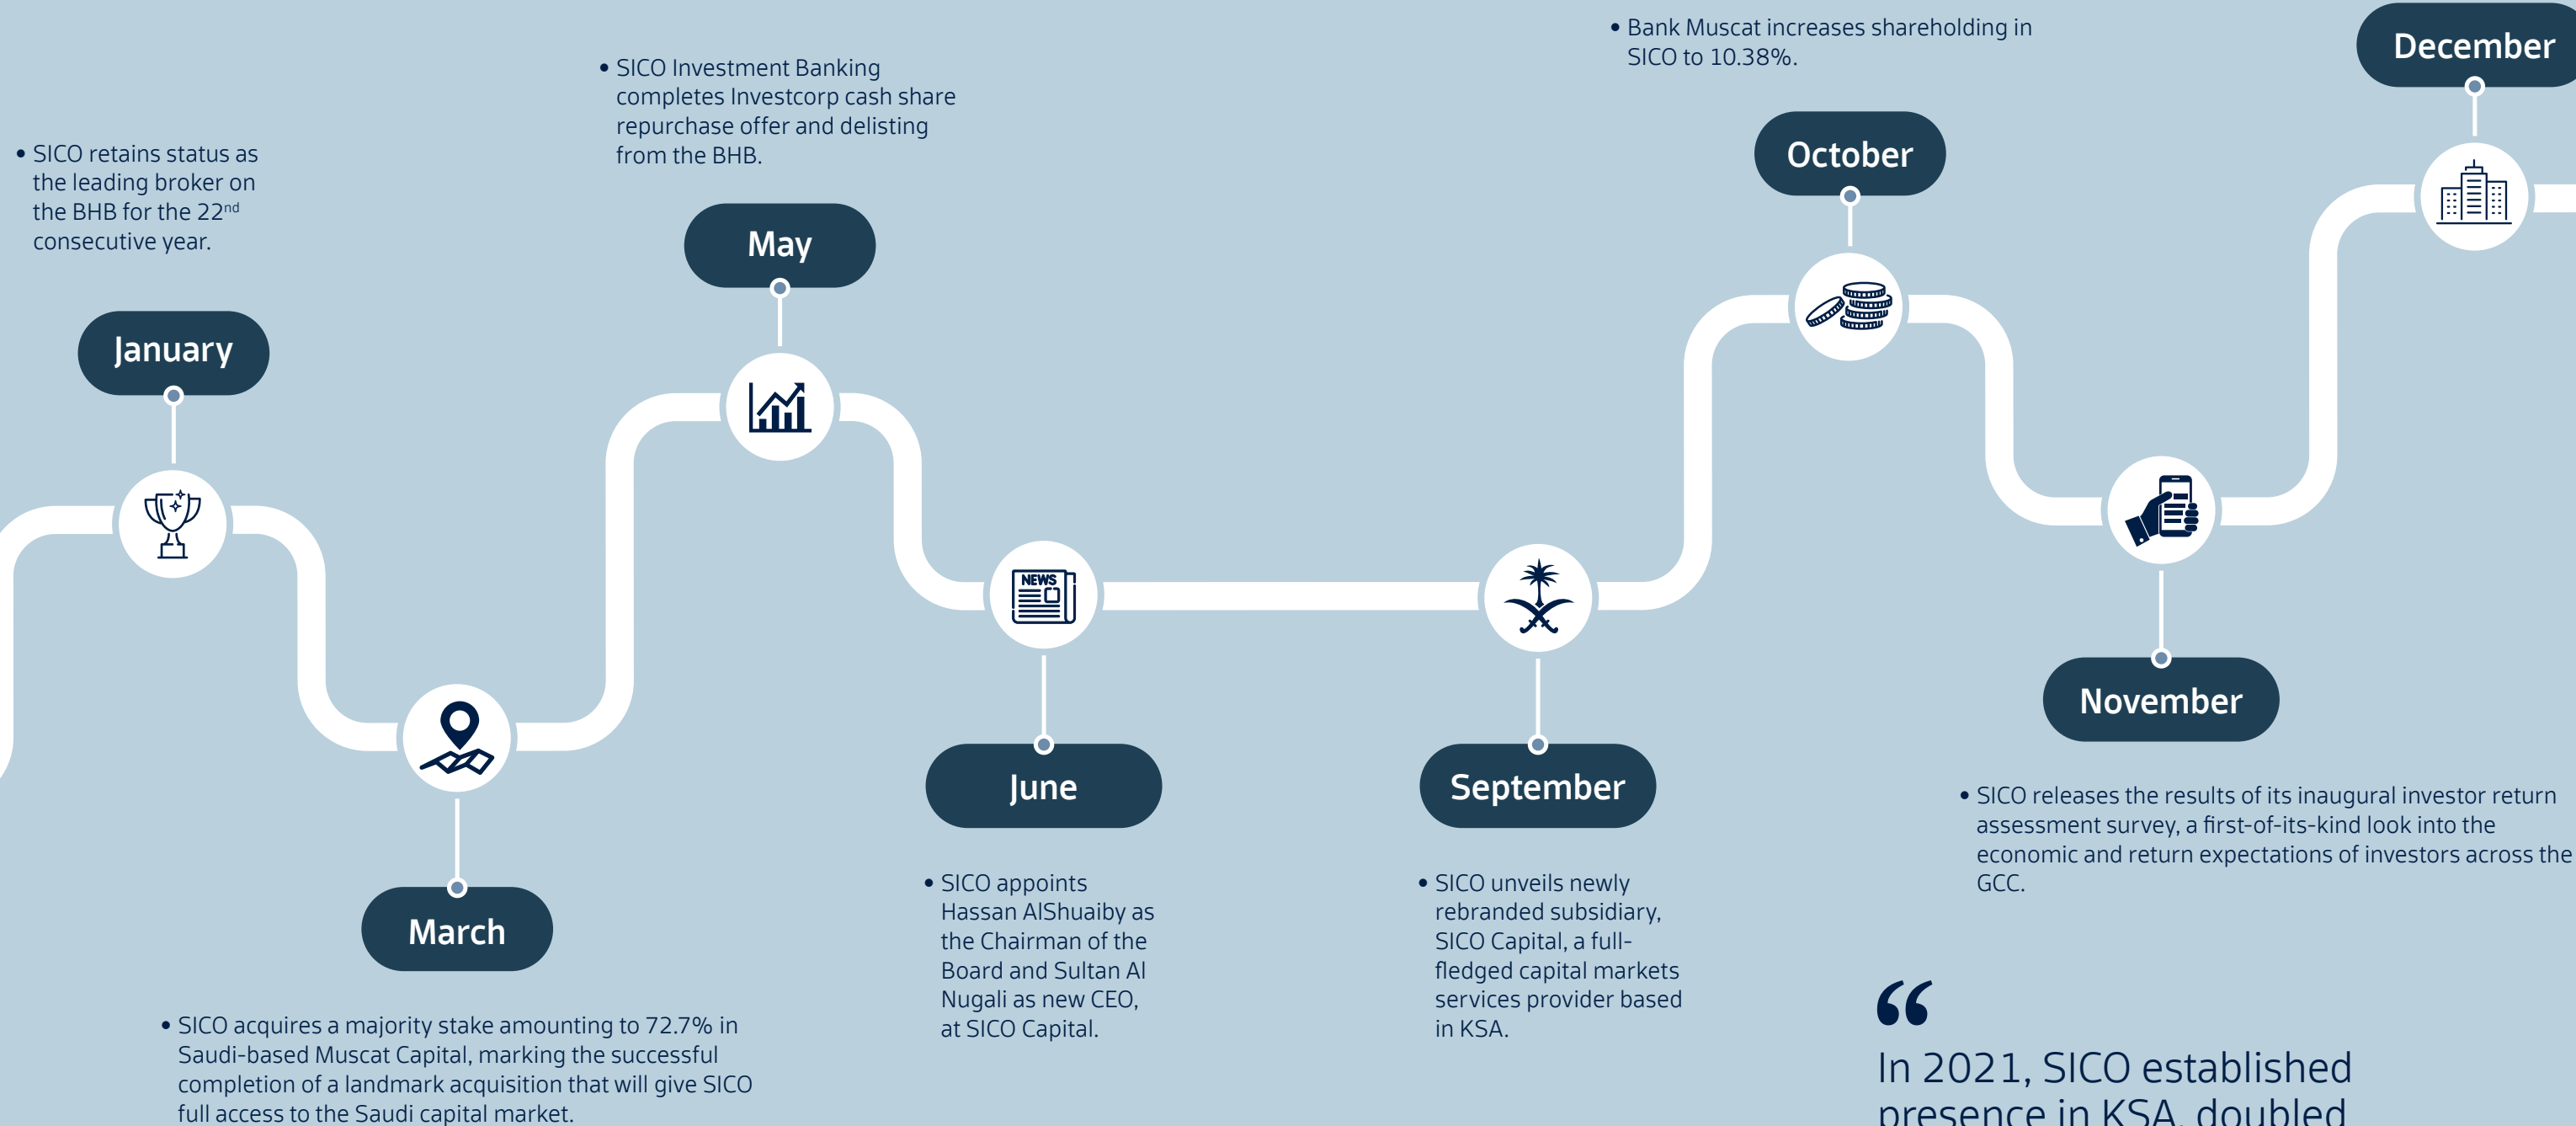 • SICO retains status as
the leading broker on
the BHB for the 22nd
consecutive year.
January
• SICO acquires a majority stake amounting to 72.7% in
Saudi-based Muscat Capital, marking the successful
completion of a landmark acquisition that will give SICO
full access to the Saudi capital market.
March
• SICO Investment Banking
completes Investcorp cash share
repurchase offer and delisting
from the BHB.
May
NEWS
June
• SICO appoints
Hassan AlShuaiby as
the Chairman of the
Board and Sultan Al
Nugali as new CEO,
at SICO Capital.
September
• SICO unveils newly
rebranded subsidiary,
SICO Capital, a full-
fledged capital markets
services provider based
in KSA.
• Bank Muscat increases shareholding in
SICO to 10.38%.
October
November
• SICO releases the results of its inaugural investor return
assessment survey, a first-of-its-kind look into the
economic and return expectations of investors across the
GCC.
December
“
In 2021, SICO established
presence in KSA, doubled